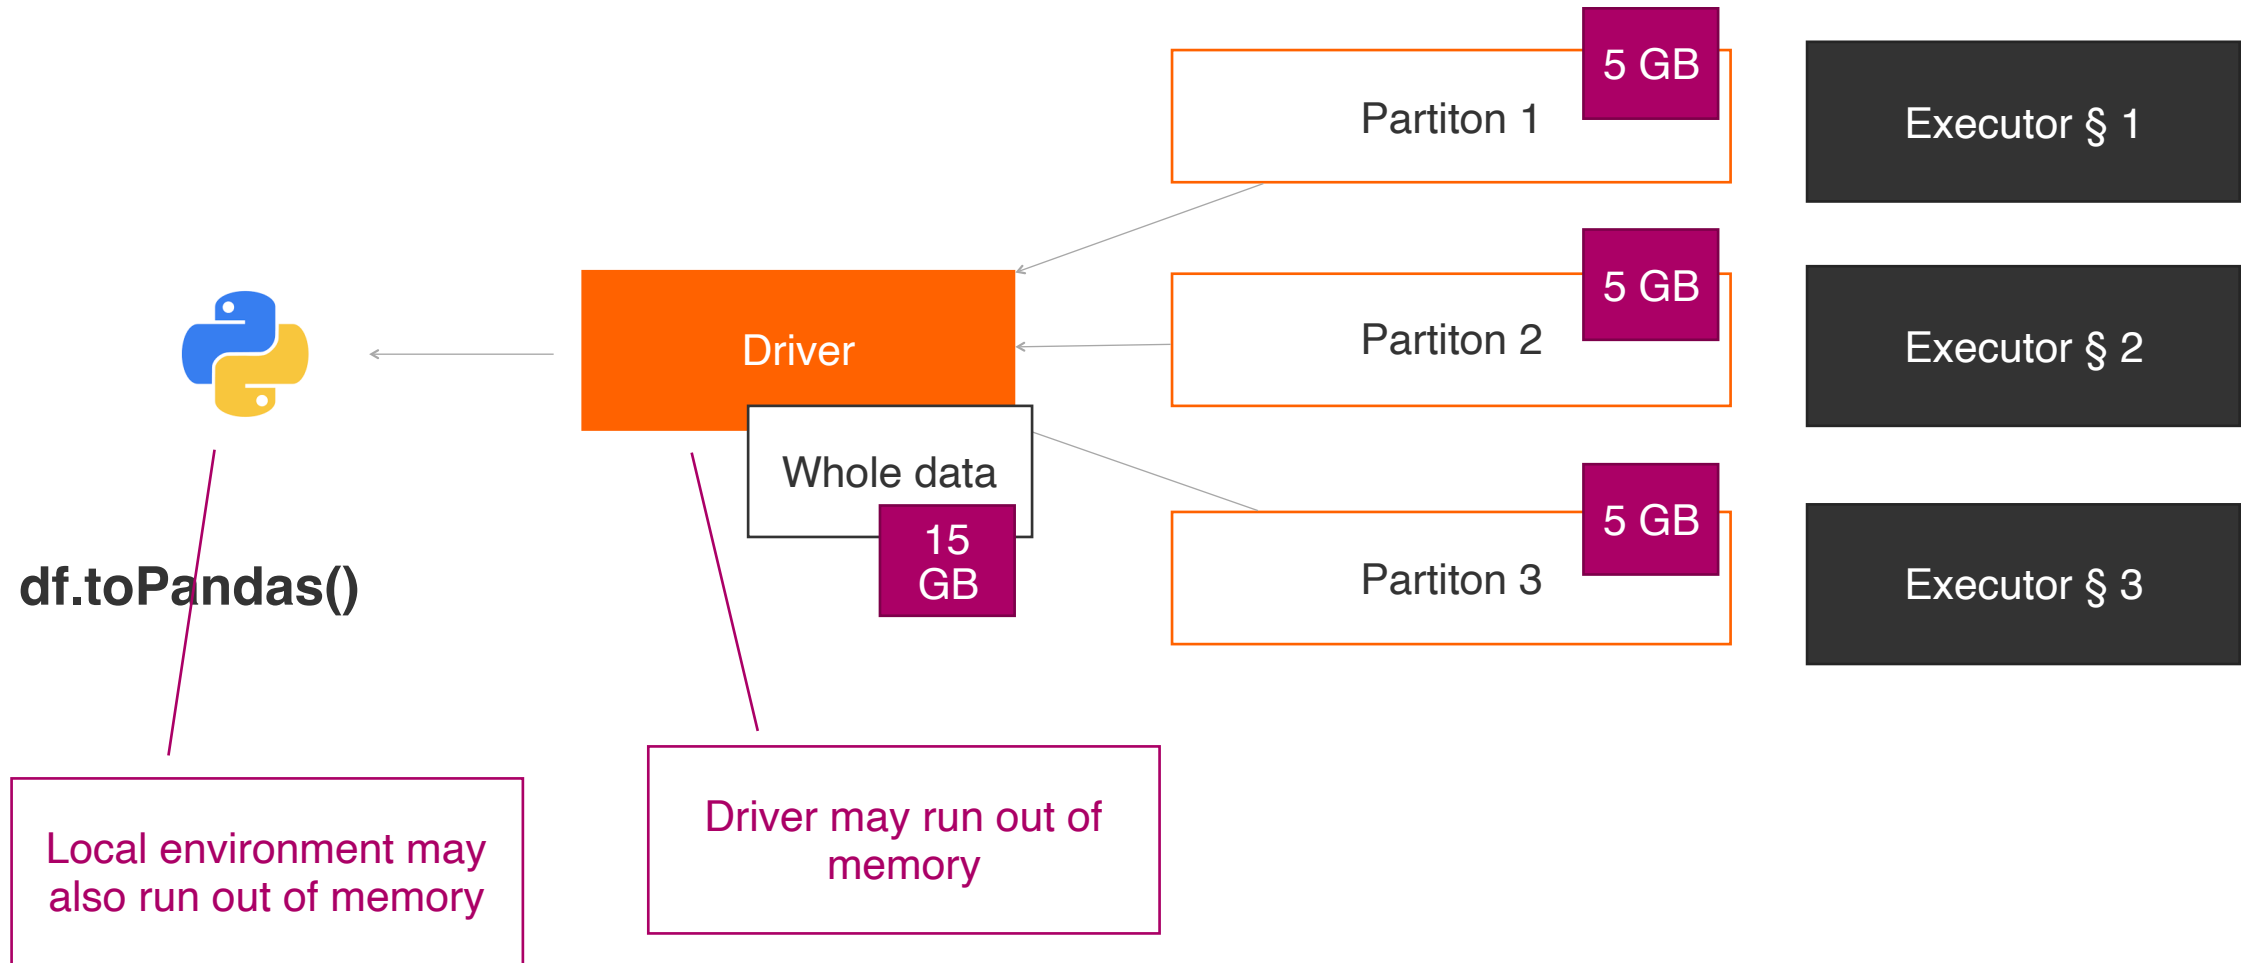 5 GB
Partiton 1
Executor § 1
5 GB
Partiton 2
Executor § 2
Driver
Whole data
15
GB
5 GB
Partiton 3
Executor § 3
df.toPandas()
Driver may run out of
memory
Local environment may
also run out of memory